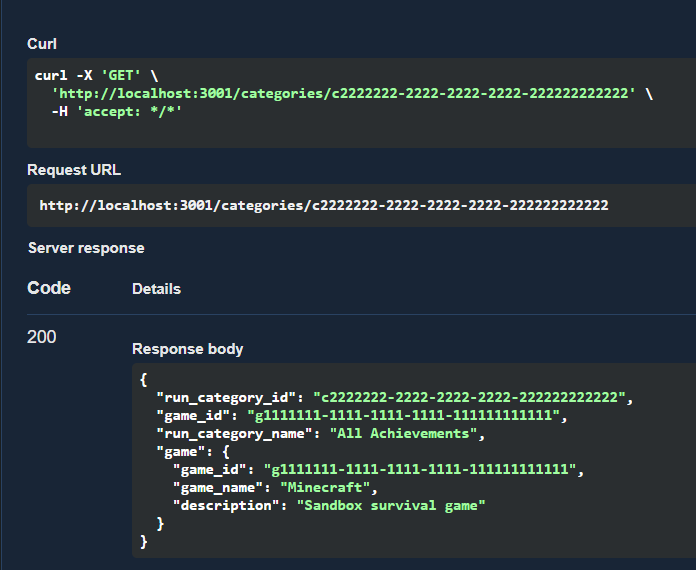 Curl
curl -X 'GET' \
'http://localhost:3001/categories/c2222222-2222-2222-2222-222222222222' \
-H 'accept: */*'
Request URL
http://localhost:3001/categories/c2222222-2222-2222-2222-222222222222
Server response
Code Details
200
Response body
{
"run_category_id": "c2222222-2222-2222-2222-222222222222",
"game_id": "g1111111-1111-1111-1111-111111111111",
"run_category_name": "All Achievements",
"game": {
"game_id": "g1111111-1111-1111-1111-111111111111",
"game_name": "Minecraft",
"description": "Sandbox survival game"
}
}